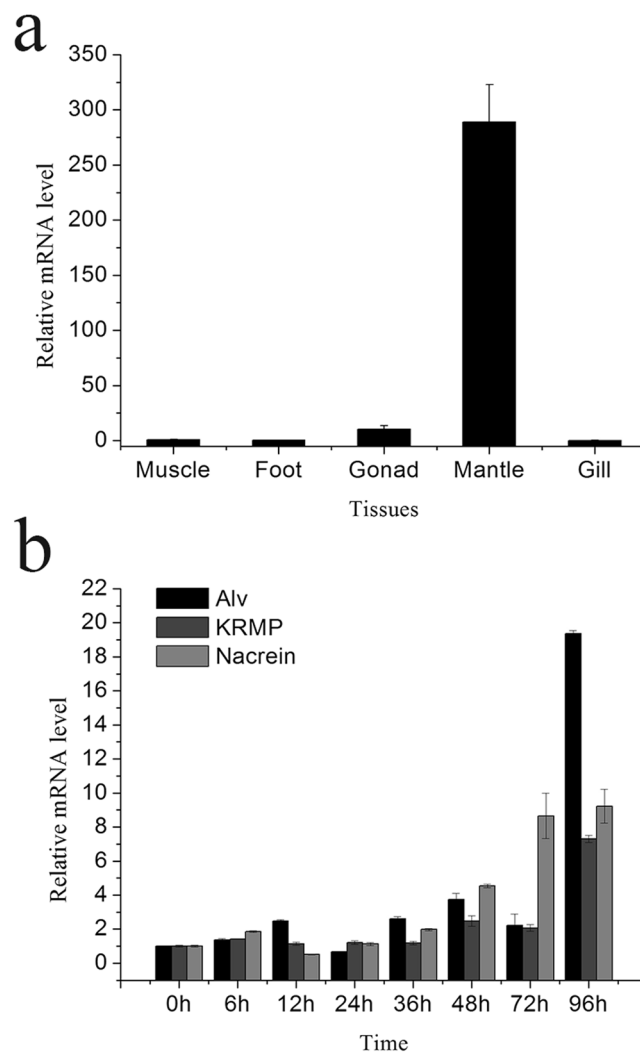 a
350
300
250
200
150
100
50
0
Relative mRNA level
Muscle Foot Gonad Mantle Gill
Tissues
b
22
20
18
16
14
12
10
8
6
4
2
0
Relative mRNA level
Alv
KRMP
Nacrein
0h 6h 12h 24h 36h 48h 72h 96h
Time